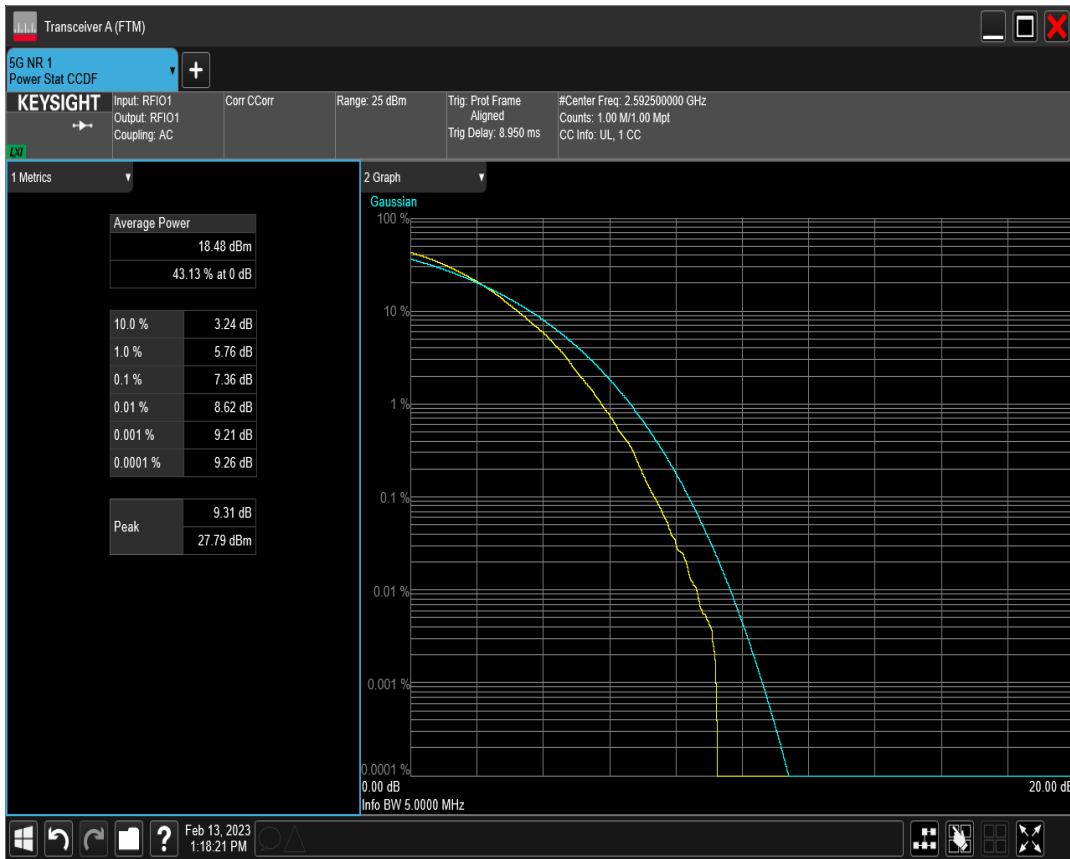 Transceiver A (FTM)
5G NR 1
Power Stat CCDF
+
KEYSIGHT
LXI
Input: RFIO1
Output: RFIO1
Coupling: AC
Corr CCorr
Range: 25 dBm
Trig: Prot Frame
Aligned
Trig Delay: 8.950 ms
#Center Freq: 2.592500000 GHz
Counts: 1.00 M/1.00 Mpt
CC Info: UL, 1 CC
1 Metrics
Average Power
18.48 dBm
43.13 % at 0 dB
10.0 % 3.24 dB
1.0 % 5.76 dB
0.1 % 7.36 dB
0.01 % 8.62 dB
0.001 % 9.21 dB
0.0001 % 9.26 dB
Peak 9.31 dB
27.79 dBm
2 Graph
Gaussian
100 %
10 %
1 %
0.1 %
0.01 %
0.001 %
0.0001 %
0.00 dB 20.00 dB
Info BW 5.0000 MHz
? Feb 13, 2023
1:18:21 PM